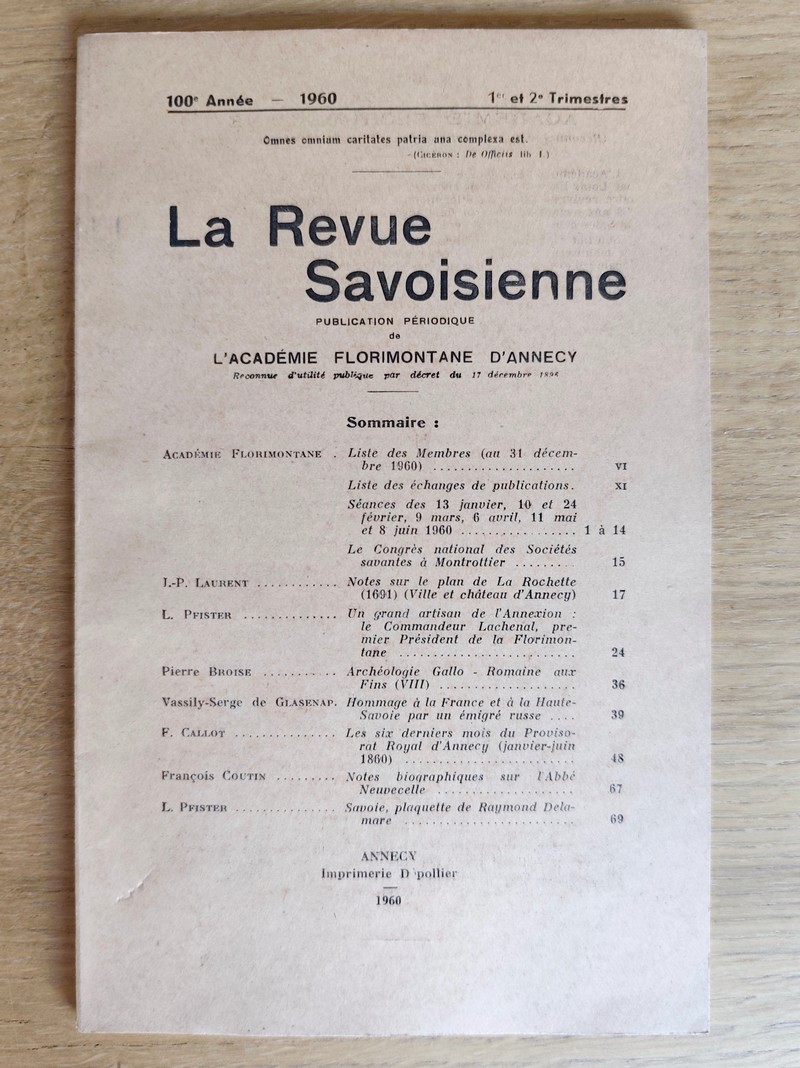 100e Année — 1960 1er et 2e Trimestres
Omnes omnium caritates patria una complexa est.
(Cicéron : De Officiis lib I)
La Revue
Savoisienne
PUBLICATION PÉRIODIQUE
de
L'ACADÉMIE FLORIMONTANE D'ANNECY
Reconnue d'utilité publique par décret du 17 décembre 1896
Sommaire :
Académie Florimontane . Liste des Membres (au 31 décem-
bre 1960) ..................... VI
Liste des échanges de publications. XI
Séances des 13 janvier, 10 et 24
février, 9 mars, 6 avril, 11 mai
et 8 juin 1960 ................. 1 à 14
Le Congrès national des Sociétés
savantes à Montrottier ........ 15
J.-P. Laurent ............ Notes sur le plan de La Rochette
(1691) (Ville et château d'Annecy) 17
L. Pfister .............. Un grand artisan de l'Annexion :
le Commandeur Lachenal, pre-
mier Président de la Florimon-
tane .......................... 24
Pierre Broise ........... Archéologie Gallo - Romaine aux
Fins (VIII) .................... 36
Vassily-Serge de Glasenap. Hommage à la France et à la Haute-
Savoie par un émigré russe .... 39
F. Callot ............... Les six derniers mois du Proviso-
rat Royal d'Annecy (janvier-juin
1860) ......................... 48
François Coutin ......... Notes biographiques sur l'Abbé
Neuvecelle .................... 67
L. Pfister .............. Savoie, plaquette de Raymond Dela-
mare .......................... 69
ANNECY
Imprimerie D pollier
1960